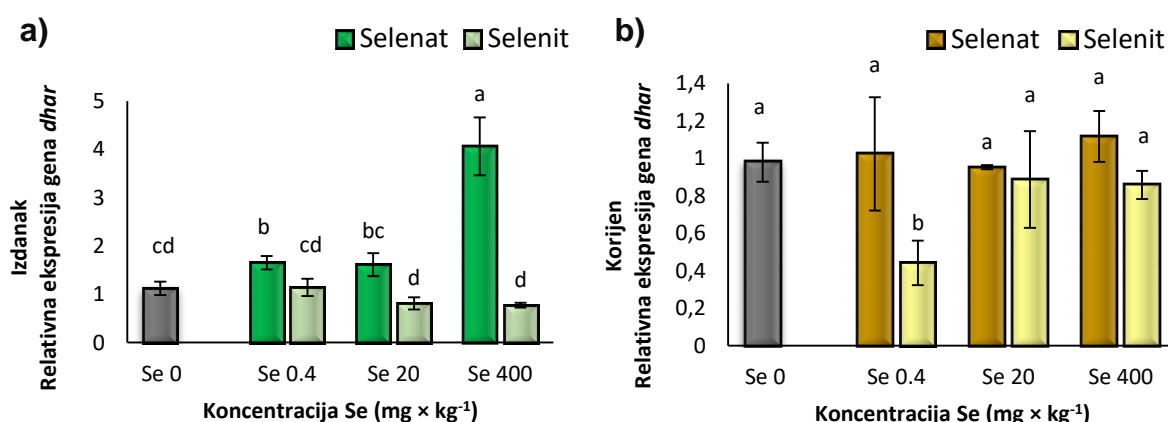 a)
Selenat Selenit
Izdanak
Relativna ekspresija gena dhar
5
4
3
2
1
0
cd
b
cd
bc
d
a
d
Se 0 Se 0.4 Se 20 Se 400
Koncentracija Se (mg × kg⁻¹)
b)
Selenat Selenit
Korijen
Relativna ekspresija gena dhar
1,4
1,2
1
0,8
0,6
0,4
0,2
0
a
a
b
a
a
a
a
Se 0 Se 0.4 Se 20 Se 400
Koncentracija Se (mg × kg⁻¹)